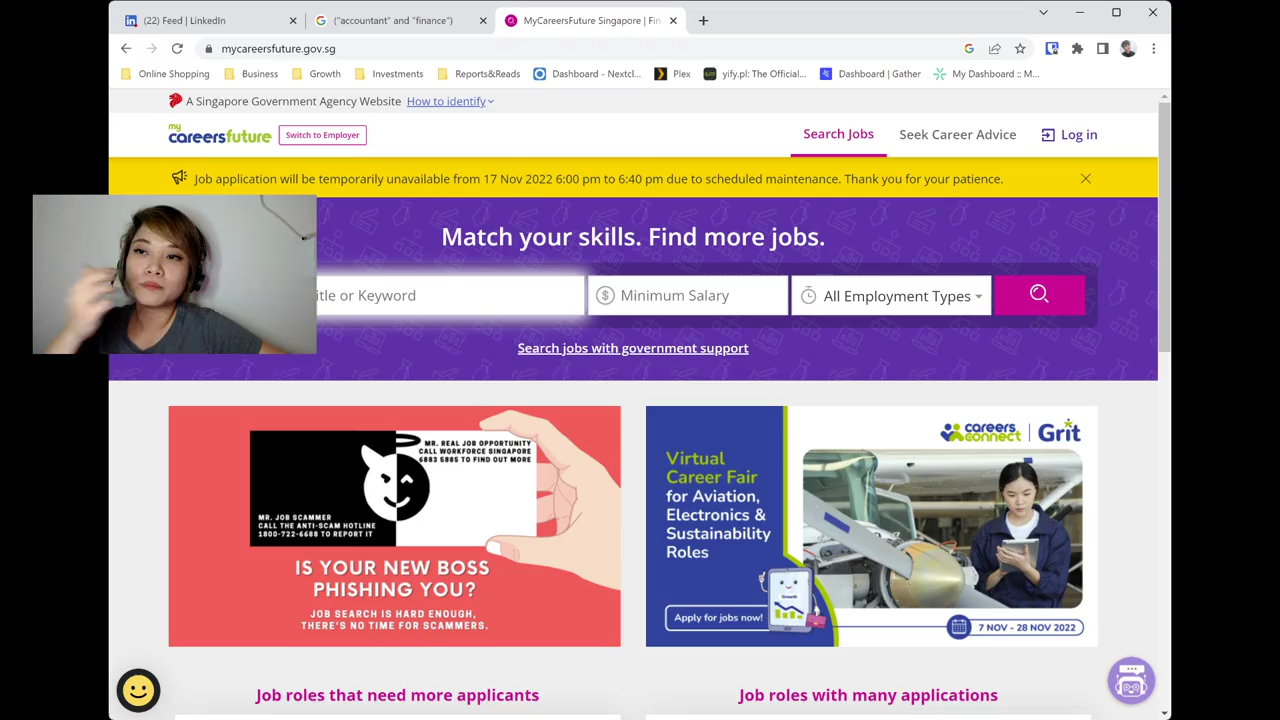 (22) Feed | LinkedIn
("accountant" and "finance")
MyCareersFuture Singapore | Fin
mycareersfuture.gov.sg
Online Shopping
Business
Growth
Investments
Reports&Reads
Dashboard - Nextcl...
Plex
yify.pl: The Official...
Dashboard | Gather
My Dashboard :: M...
A Singapore Government Agency Website How to identify
my careersfuture
Switch to Employer
Search Jobs
Seek Career Advice
Log in
Job application will be temporarily unavailable from 17 Nov 2022 6:00 pm to 6:40 pm due to scheduled maintenance. Thank you for your patience.
Match your skills. Find more jobs.
itle or Keyword
Minimum Salary
All Employment Types
Search jobs with government support
MR. REAL JOB OPPORTUNITY
CALL WORKFORCE SINGAPORE
6883 5885 TO FIND OUT MORE
MR. JOB SCAMMER
CALL THE ANTI-SCAM HOTLINE
1800-722-6688 TO REPORT IT
IS YOUR NEW BOSS
PHISHING YOU?
JOB SEARCH IS HARD ENOUGH,
THERE'S NO TIME FOR SCAMMERS.
careers connect | Grit
Virtual
Career Fair
for Aviation,
Electronics &
Sustainability
Roles
Growth
Apply for jobs now!
7 NOV - 28 NOV 2022
Job roles that need more applicants
Job roles with many applications